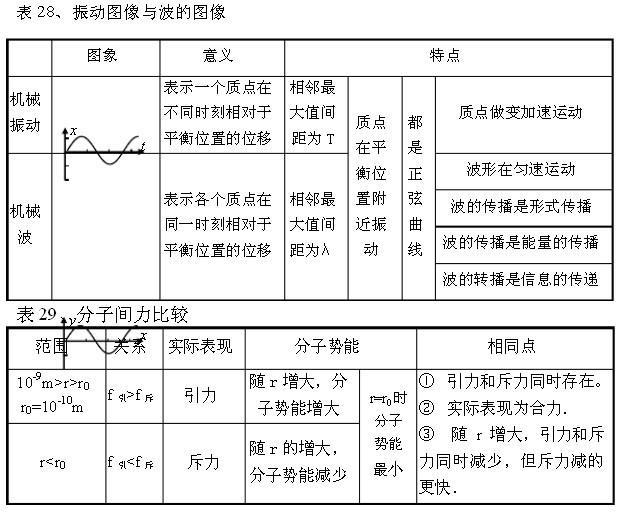 表 28、振动图像与波的图像
图象 意义 特点
机械
振动
x
t
表示一个质点在
不同时刻相对于
平衡位置的位移
相邻最
大值间
距为 T
质点
在平
衡位
置附
近振
动
都
是
正
弦
曲
线
质点做变加速运动
机械
波
表示各个质点在
同一时刻相对于
平衡位置的位移
相邻最
大值间
距为λ
波形在匀速运动
波的传播是形式传播
波的传播是能量的传播
波的转播是信息的传递
表 29、分子间力比较
y
x
范围 关系 实际表现 分子势能 相同点
10⁻⁹m>r>r₀
r₀=10⁻¹⁰m
f 引>f 斥
引力
随 r 增大，分
子势能增大
r=r₀时
分子
势能
最小
① 引力和斥力同时存在。
② 实际表现为合力.
③ 随 r 增大，引力和斥
力同时减少，但斥力减的
更快.
r<r₀
f 引<f 斥
斥力
随 r 的增大，
分子势能减少